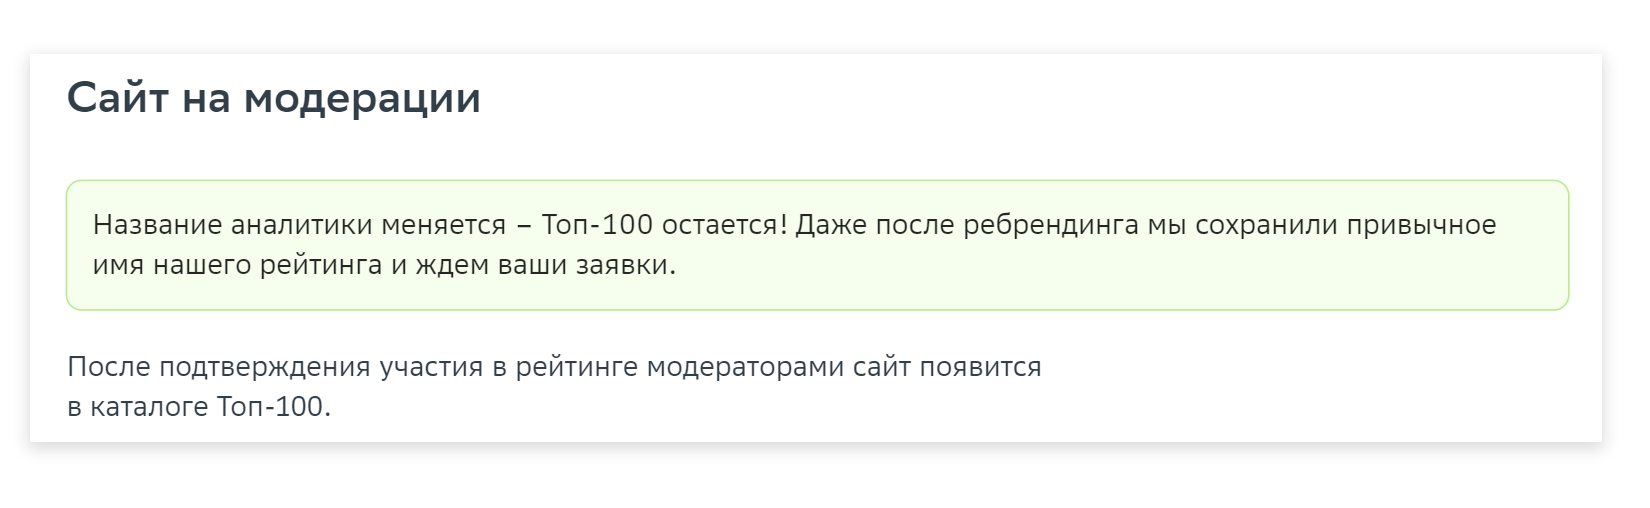 Сайт на модерации
Название аналитики меняется – Топ-100 остается! Даже после ребрендинга мы сохранили привычное
имя нашего рейтинга и ждем ваши заявки.
После подтверждения участия в рейтинге модераторами сайт появится
в каталоге Топ-100.